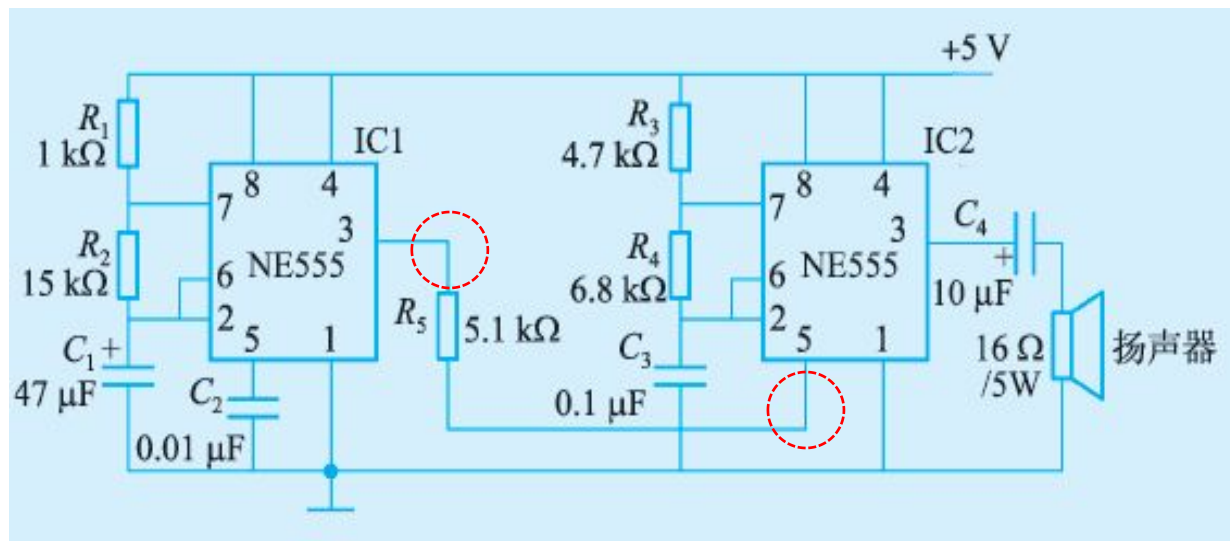 +5 V
R₁
1 kΩ
R₂
15 kΩ
C₁ +
47 μF
C₂
0.01 μF
IC1
8 4
7
3
6 NE555
2
5 1
R₅ 5.1 kΩ
R₃
4.7 kΩ
R₄
6.8 kΩ
C₃
0.1 μF
IC2
8 4
7
3
6 NE555
2
5 1
C₄
+
10 μF
16 Ω
/5W
扬声器